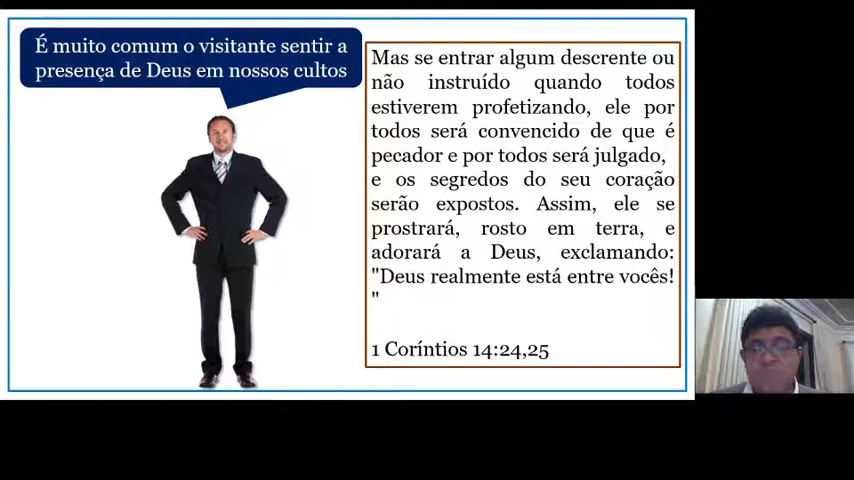 É muito comum o visitante sentir a
presença de Deus em nossos cultos
Mas se entrar algum descrente ou
não instruído quando todos
estiverem profetizando, ele por
todos será convencido de que é
pecador e por todos será julgado,
e os segredos do seu coração
serão expostos. Assim, ele se
prostrará, rosto em terra, e
adorará a Deus, exclamando:
"Deus realmente está entre vocês!
"
1 Coríntios 14:24,25